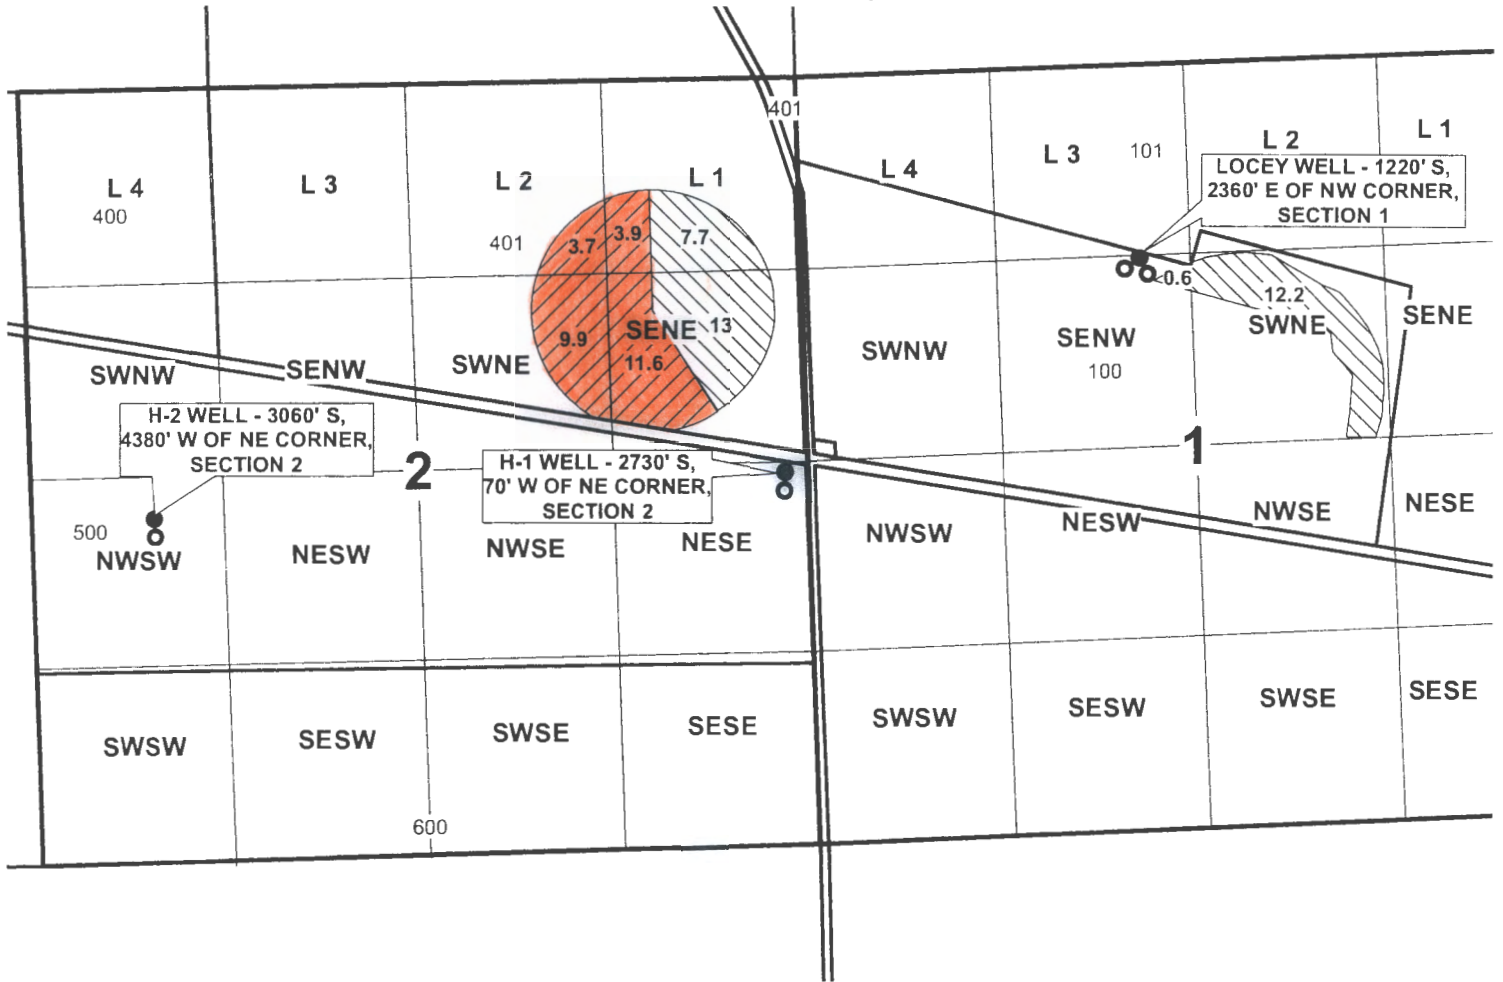 401
L 4
L 3
L 2
L 1
L 4
L 3
101
L 2
L 1
LOCEY WELL - 1220' S,
2360' E OF NW CORNER,
SECTION 1
400
401
3.7
3.9
7.7
0.6
12.2
SWNE
SENE
9.9
SENE
13
11.6
SWNW
SENW
SWNE
SWNW
SENW
100
H-2 WELL - 3060' S,
4380' W OF NE CORNER,
SECTION 2
2
H-1 WELL - 2730' S,
70' W OF NE CORNER,
SECTION 2
1
500
NWSW
NESW
NWSE
NESE
NWSW
NESW
NWSE
NESE
SWSW
SESW
SWSE
SESE
SWSW
SESW
SWSE
SESE
600